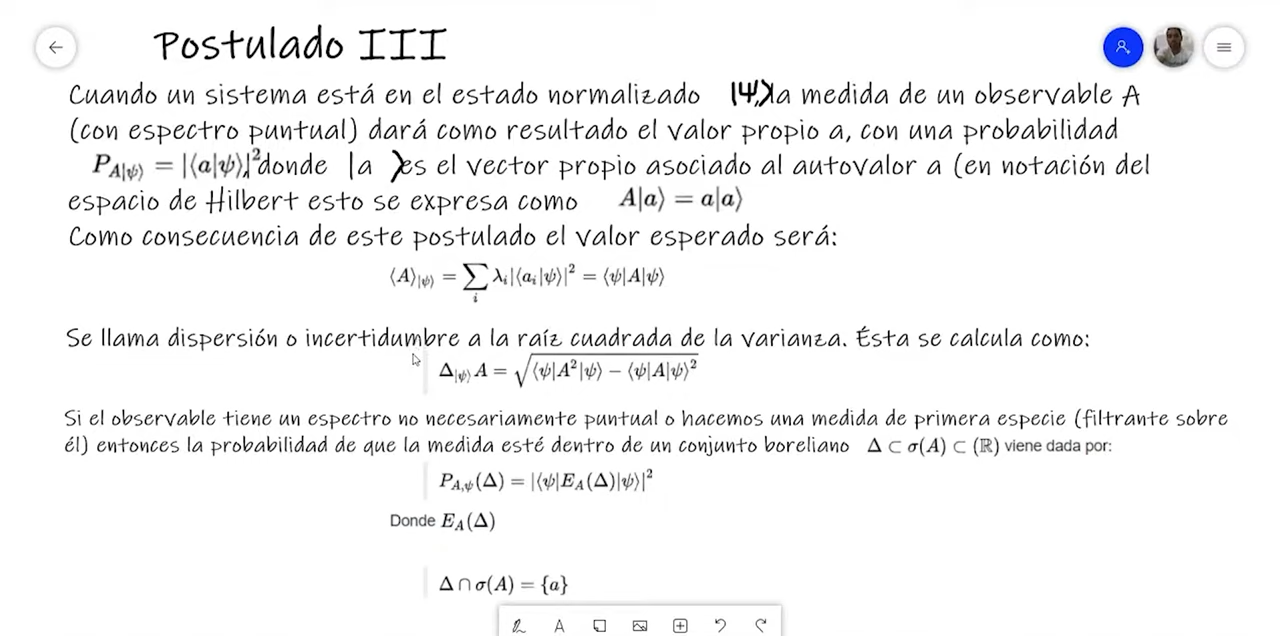 Postulado III
Cuando un sistema está en el estado normalizado |Ψ⟩, la medida de un observable A
(con espectro puntual) dará como resultado el valor propio a, con una probabilidad
P_{A|ψ⟩} = |⟨a|ψ⟩|², donde |a ⟩es el vector propio asociado al autovalor a (en notación del
espacio de Hilbert esto se expresa como A|a⟩ = a|a⟩
Como consecuencia de este postulado el valor esperado será:
⟨A⟩_{|ψ⟩} = ∑_i λ_i|⟨a_i|ψ⟩|² = ⟨ψ|A|ψ⟩
Se llama dispersión o incertidumbre a la raíz cuadrada de la varianza. Ésta se calcula como:
Δ_{|ψ⟩} A = √(⟨ψ|A²|ψ⟩ − ⟨ψ|A|ψ⟩²)
Si el observable tiene un espectro no necesariamente puntual o hacemos una medida de primera especie (filtrante sobre
él) entonces la probabilidad de que la medida esté dentro de un conjunto boreliano Δ ⊂ σ(A) ⊂ (ℝ) viene dada por:
P_{A,ψ}(Δ) = |⟨ψ|E_A(Δ)|ψ⟩|²
Donde E_A(Δ)
Δ ∩ σ(A) = {a}
A